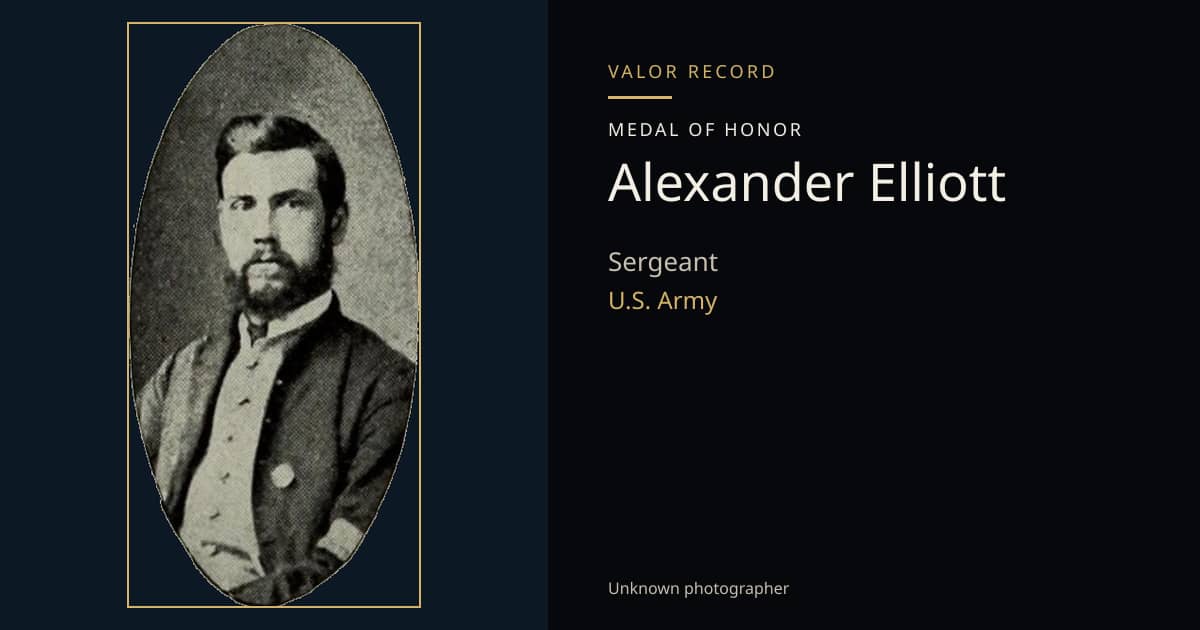 VALOR RECORD
MEDAL OF HONOR
Alexander Elliott
Sergeant
U.S. Army
Unknown photographer